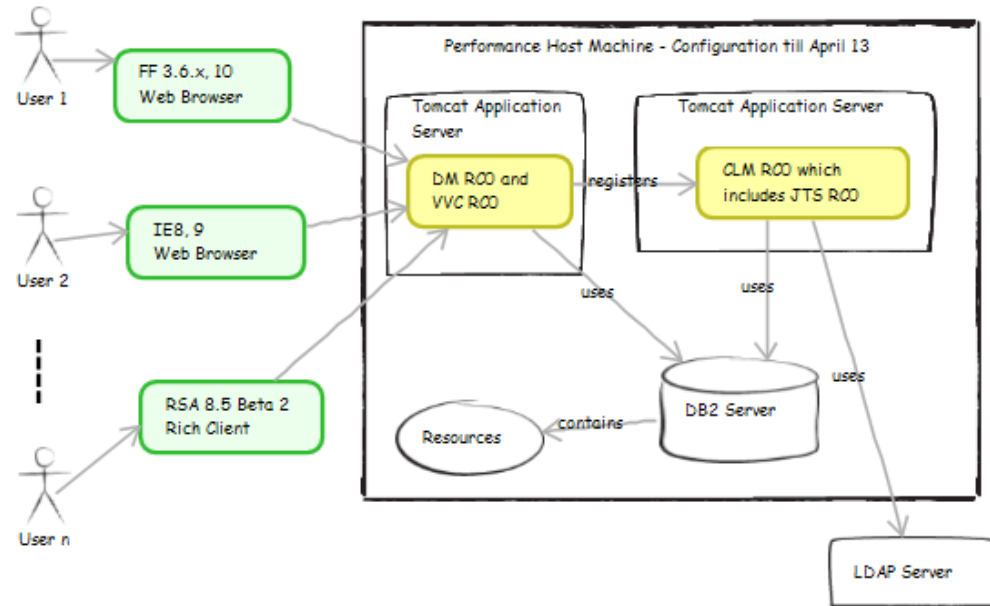 Performance Host Machine - Configuration till April 13
User 1
FF 3.6.x, 10
Web Browser
Tomcat Application
Server
Tomcat Application Server
DM RC0 and
VVC RC0
registers
CLM RC0 which
includes JTS RC0
User 2
IE8, 9
Web Browser
uses
uses
uses
RSA 8.5 Beta 2
Rich Client
Resources
contains
DB2 Server
User n
LDAP Server